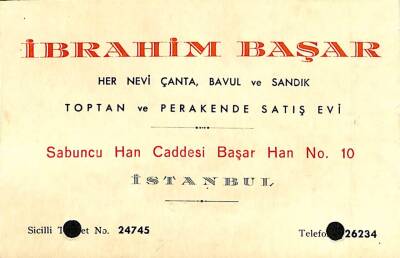 İBRAHİM BAŞAR
HER NEVİ ÇANTA, BAVUL ve SANDIK
TOPTAN ve PERAKENDE SATIŞ EVİ
Sabuncu Han Caddesi Başar Han No. 10
İSTANBUL
Sicilli No. 24745
26234